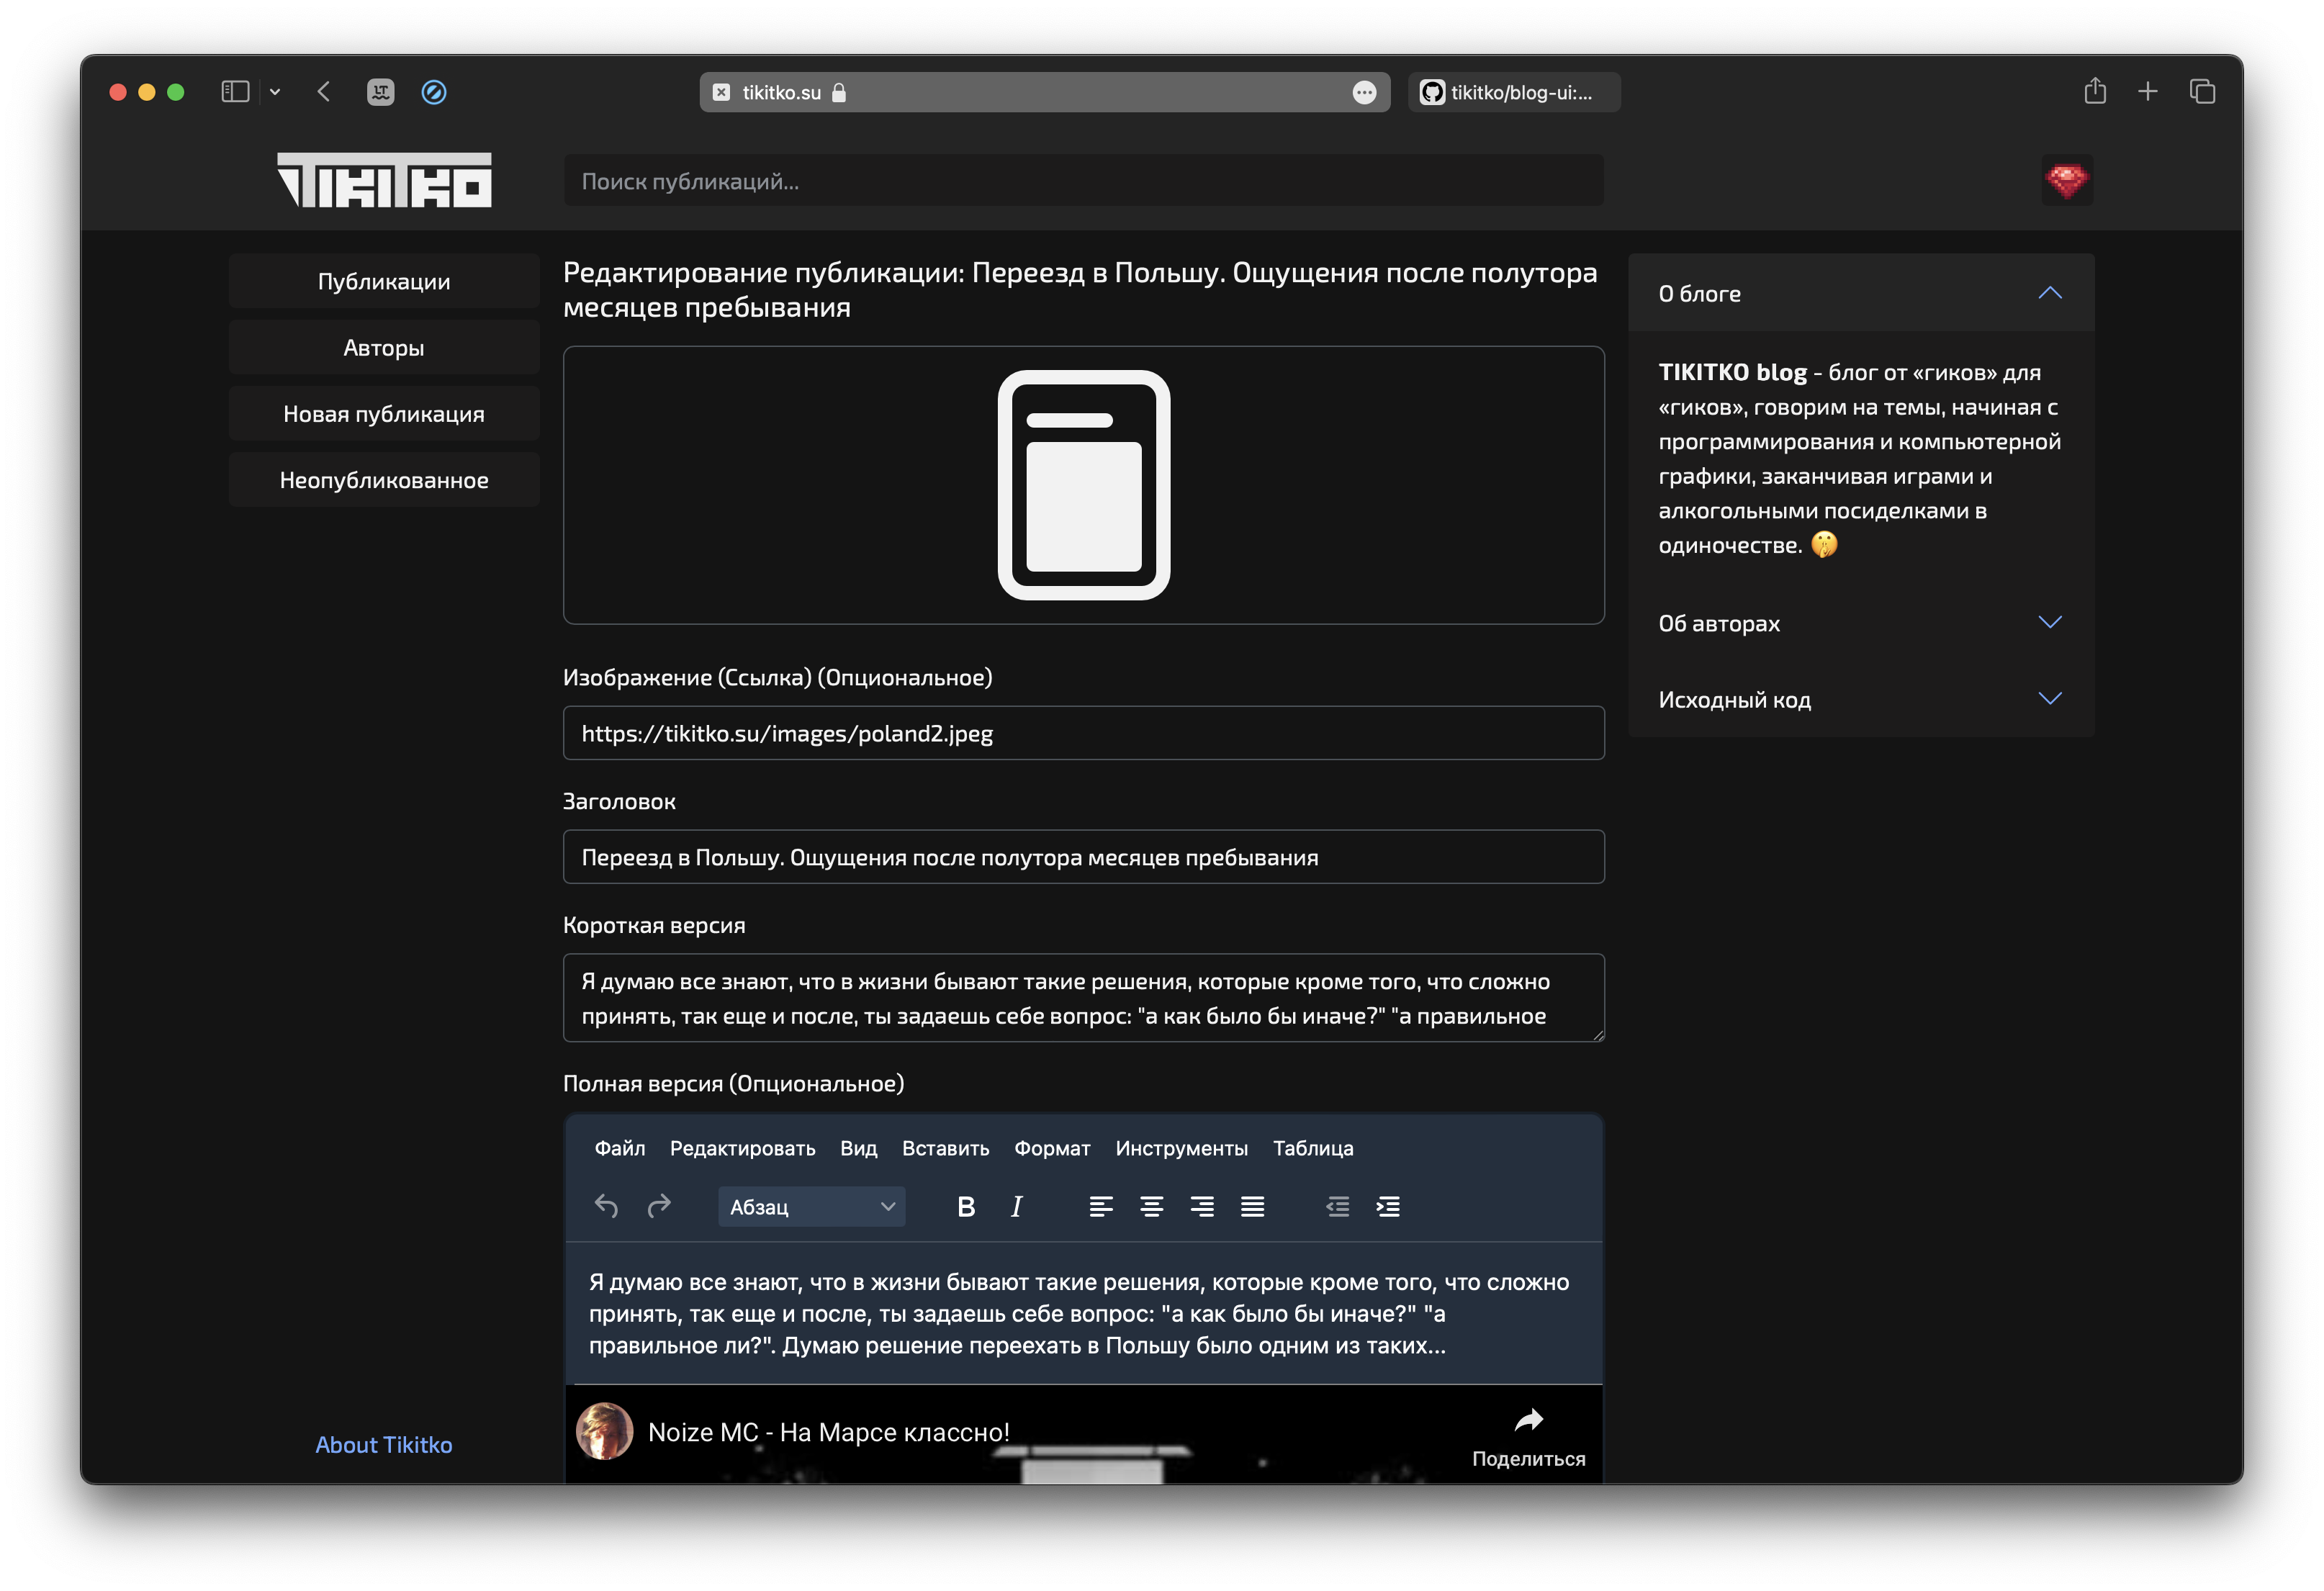 tikitko.su
tikitko/blog-ui:...
TIKITKO
Поиск публикаций...
Публикации
Авторы
Новая публикация
Неопубликованное
About Tikitko
Редактирование публикации: Переезд в Польшу. Ощущения после полутора
месяцев пребывания
Изображение (Ссылка) (Опциональное)
https://tikitko.su/images/poland2.jpeg
Заголовок
Переезд в Польшу. Ощущения после полутора месяцев пребывания
Короткая версия
Я думаю все знают, что в жизни бывают такие решения, которые кроме того, что сложно
принять, так еще и после, ты задаешь себе вопрос: "а как было бы иначе?" "а правильное
Полная версия (Опциональное)
Файл Редактировать Вид Вставить Формат Инструменты Таблица
Абзац B I
Я думаю все знают, что в жизни бывают такие решения, которые кроме того, что сложно
принять, так еще и после, ты задаешь себе вопрос: "а как было бы иначе?" "а
правильное ли?". Думаю решение переехать в Польшу было одним из таких...
Noize MC - На Марсе классно!
Поделиться
О блоге
TIKITKO blog - блог от «гиков» для
«гиков», говорим на темы, начиная с
программирования и компьютерной
графики, заканчивая играми и
алкогольными посиделками в
одиночестве. 🤫
Об авторах
Исходный код